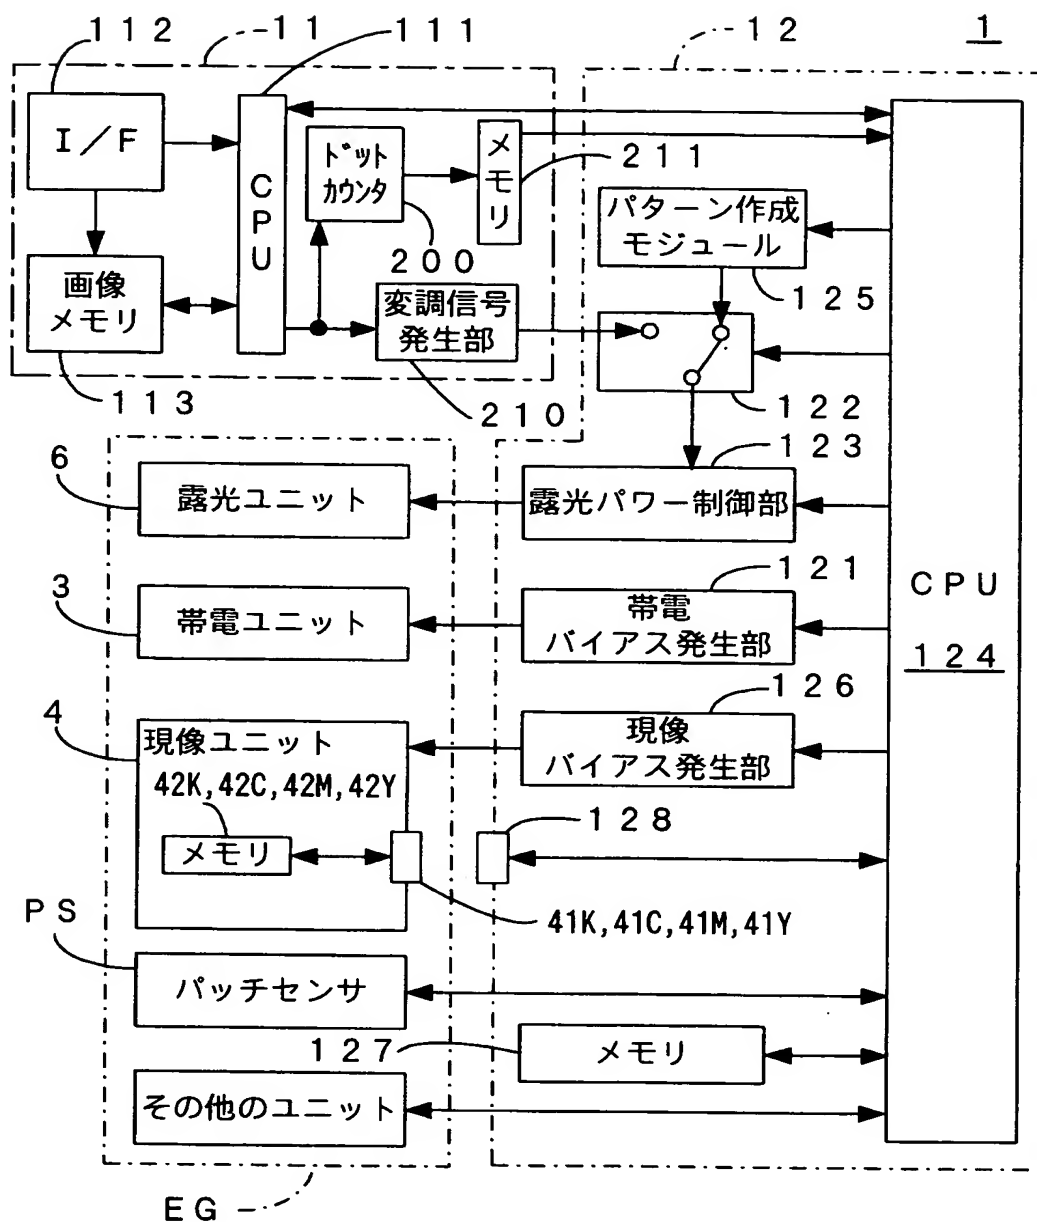 112
11
111
12
1
I/F
CPU
ドット
カウンタ
メモリ
211
パターン作成
モジュール
200
125
画像
メモリ
変調信号
発生部
113
210
122
6
露光ユニット
123
露光パワー制御部
3
帯電ユニット
121
帯電
バイアス発生部
CPU
124
4
現像ユニット
42K,42C,42M,42Y
メモリ
126
現像
バイアス発生部
128
41K,41C,41M,41Y
PS
パッチセンサ
127
メモリ
その他のユニット
EG